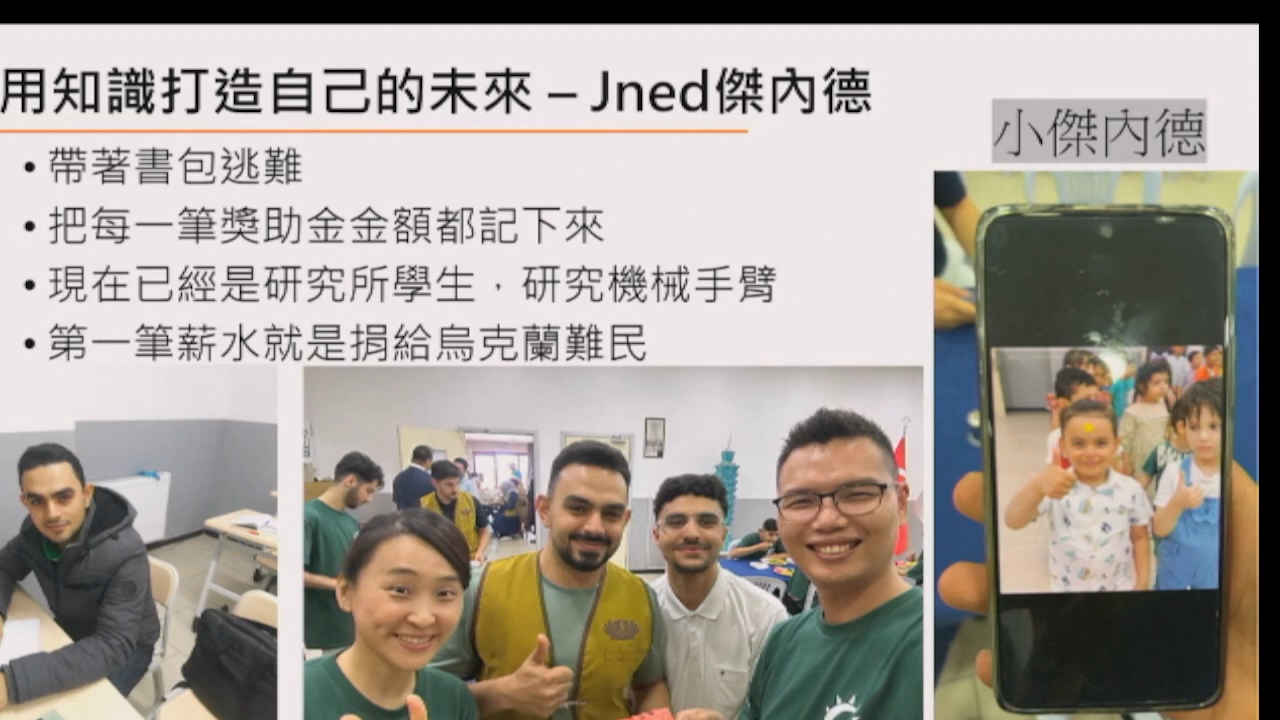 用知識打造自己的未來 – Jned傑內德
小傑內德
• 帶著書包逃難
• 把每一筆獎助金金額都記下來
• 現在已經是研究所學生，研究機械手臂
• 第一筆薪水就是捐給烏克蘭難民